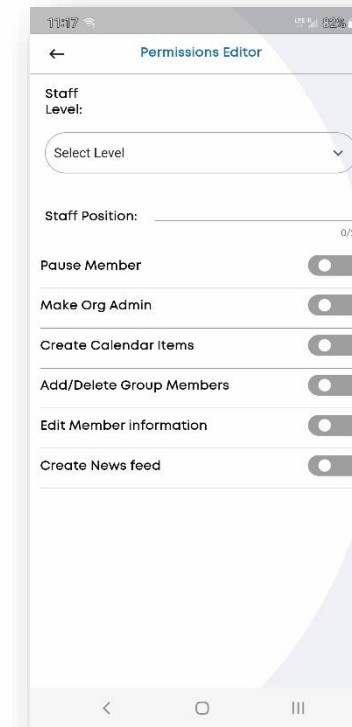 11:17 LTE 82%
Permissions Editor
Staff
Level:
Select Level
Staff Position:
0/
Pause Member
Make Org Admin
Create Calendar Items
Add/Delete Group Members
Edit Member information
Create News feed